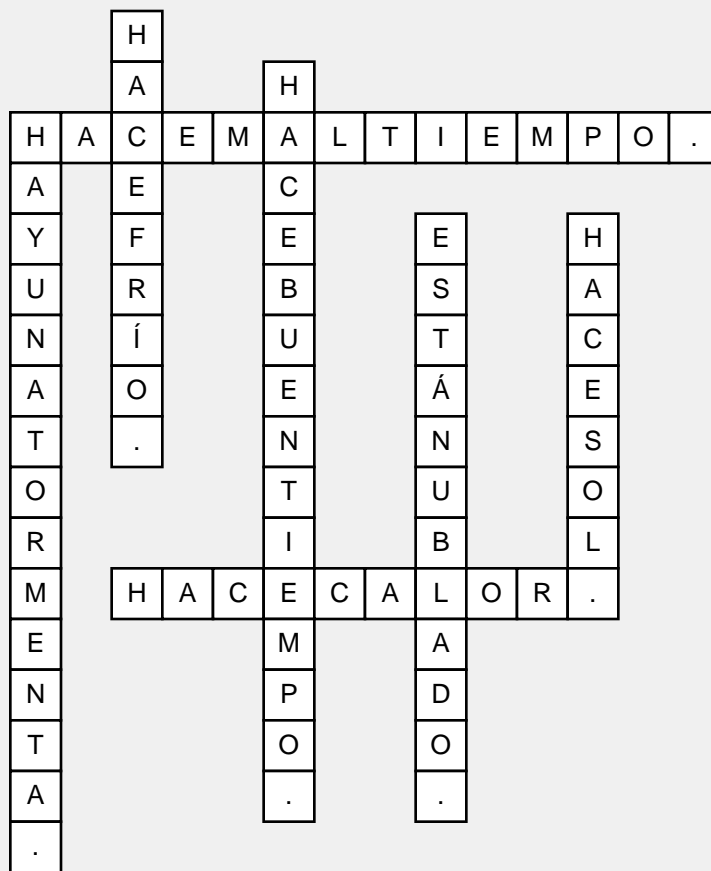 HACEFRÍO.
HACEBUENTIEMPO.
HACEMALTIEMPO.
HAYUNATORMENTA.
ESTÁNUBLADO.
HACESOL.
HACECALOR.